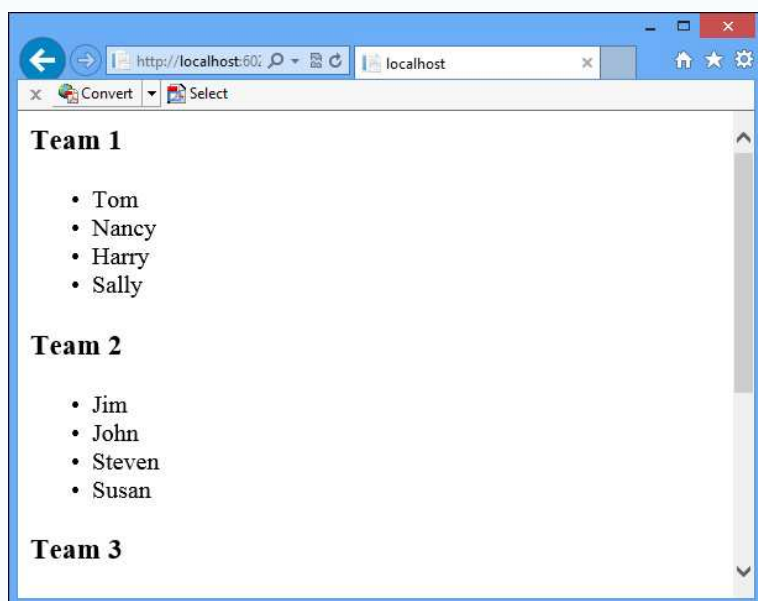 http://localhost:602
localhost
Convert
Select
Team 1
• Tom
• Nancy
• Harry
• Sally
Team 2
• Jim
• John
• Steven
• Susan
Team 3